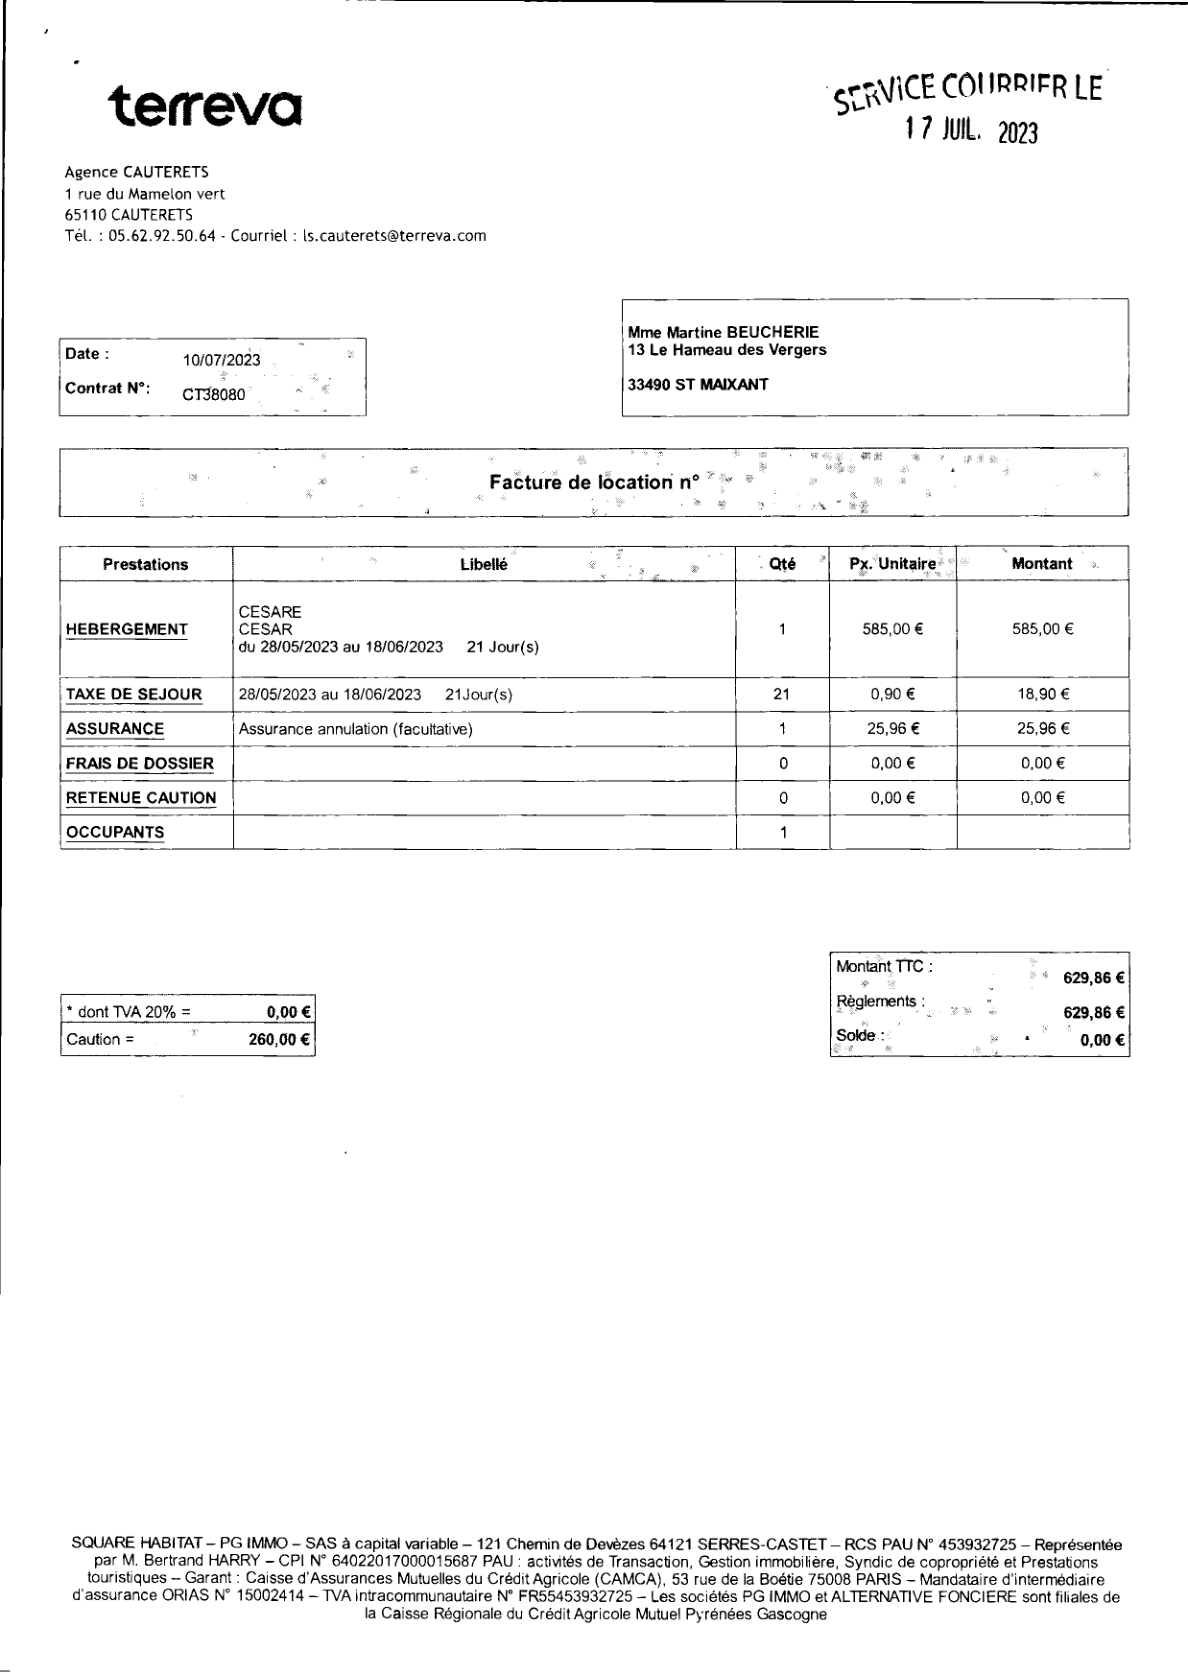 terreva
SERVICE COURRIER LE
17 JUIL. 2023
Agence CAUTERETS
1 rue du Mamelon vert
65110 CAUTERETS
Tél. : 05.62.92.50.64 - Courriel : ls.cauterets@terreva.com
Mme Martine BEUCHERIE
13 Le Hameau des Vergers
33490 ST MAIXANT
Date : 10/07/2023
Contrat N°: CT38080
Facture de location n°
Prestations Libellé Qté Px. Unitaire Montant
CESARE
HEBERGEMENT CESAR 1 585,00 € 585,00 €
du 28/05/2023 au 18/06/2023 21 Jour(s)
TAXE DE SEJOUR 28/05/2023 au 18/06/2023 21Jour(s) 21 0,90 € 18,90 €
ASSURANCE Assurance annulation (facultative) 1 25,96 € 25,96 €
FRAIS DE DOSSIER 0 0,00 € 0,00 €
RETENUE CAUTION 0 0,00 € 0,00 €
OCCUPANTS 1
Montant TTC : 629,86 €
Règlements : 629,86 €
Solde : 0,00 €
* dont TVA 20% = 0,00 €
Caution = 260,00 €
SQUARE HABITAT – PG IMMO – SAS à capital variable – 121 Chemin de Devèzes 64121 SERRES-CASTET – RCS PAU N° 453932725 – Représentée
par M. Bertrand HARRY – CPI N° 64022017000015687 PAU : activités de Transaction, Gestion immobilière, Syndic de copropriété et Prestations
touristiques – Garant : Caisse d'Assurances Mutuelles du Crédit Agricole (CAMCA), 53 rue de la Boétie 75008 PARIS – Mandataire d'intermédiaire
d'assurance ORIAS N° 15002414 – TVA intracommunautaire N° FR55453932725 – Les sociétés PG IMMO et ALTERNATIVE FONCIERE sont filiales de
la Caisse Régionale du Crédit Agricole Mutuel Pyrénées Gascogne